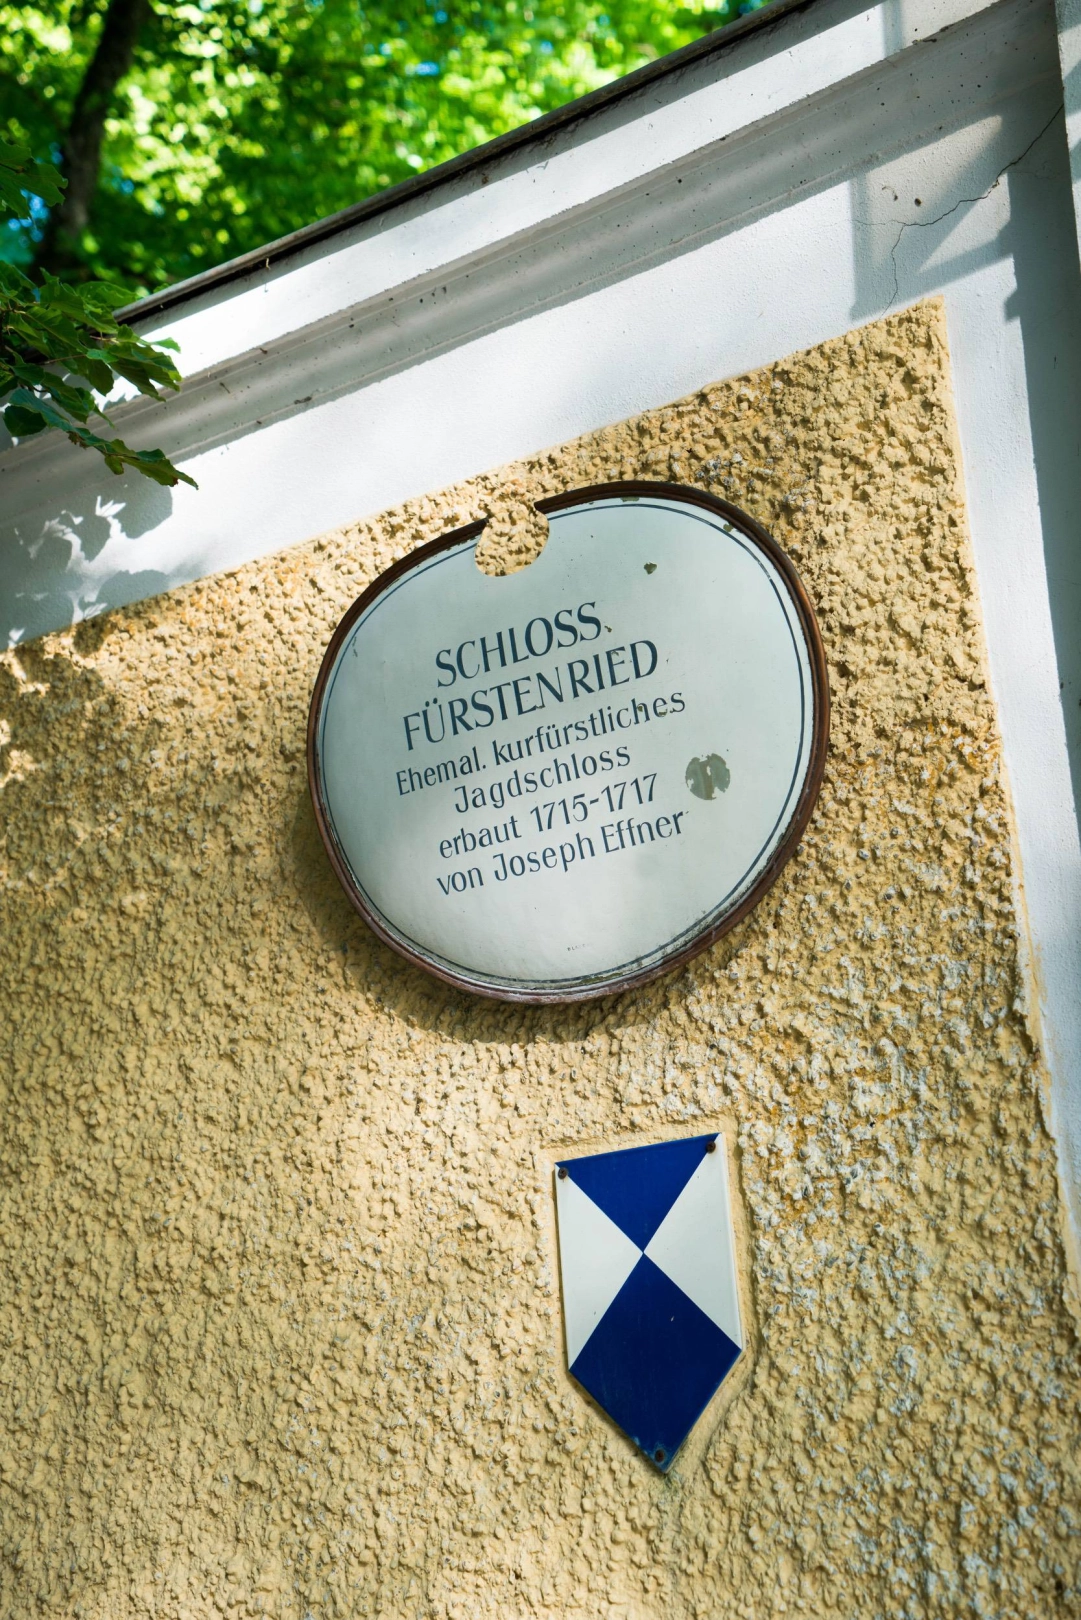 SCHLOSS
FÜRSTENRIED
Ehemal. kurfürstliches
Jagdschloss
erbaut 1715-1717
von Joseph Effner